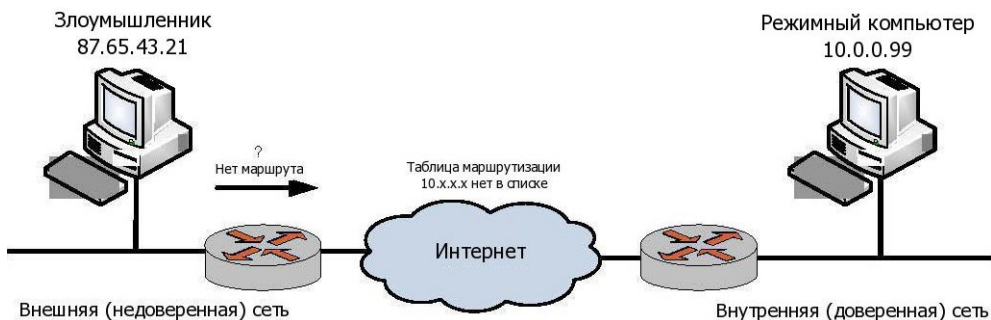 Злоумышленник
87.65.43.21
Режимный компьютер
10.0.0.99
?
Нет маршрута
Таблица маршрутизации
10.x.x.x нет в списке
Интернет
Внешняя (недоверенная) сеть
Внутренняя (доверенная) сеть